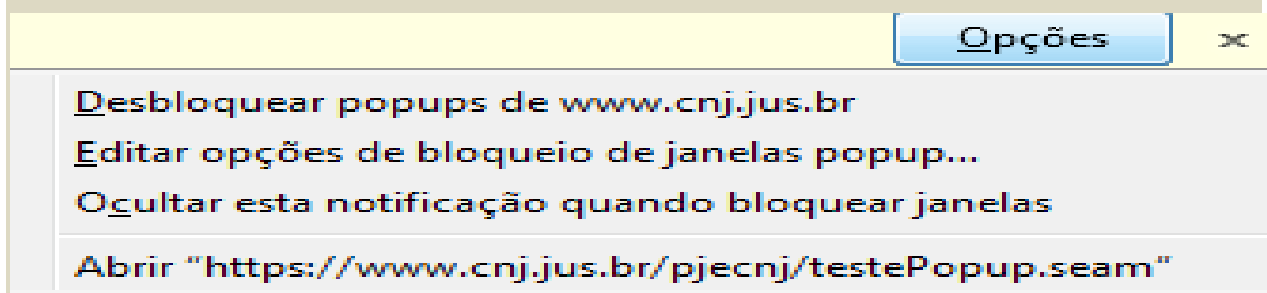 Opções ×
Desbloquear popups de www.cnj.jus.br
Editar opções de bloqueio de janelas popup...
Ocultar esta notificação quando bloquear janelas
Abrir “https://www.cnj.jus.br/pjecnj/testePopup.seam”